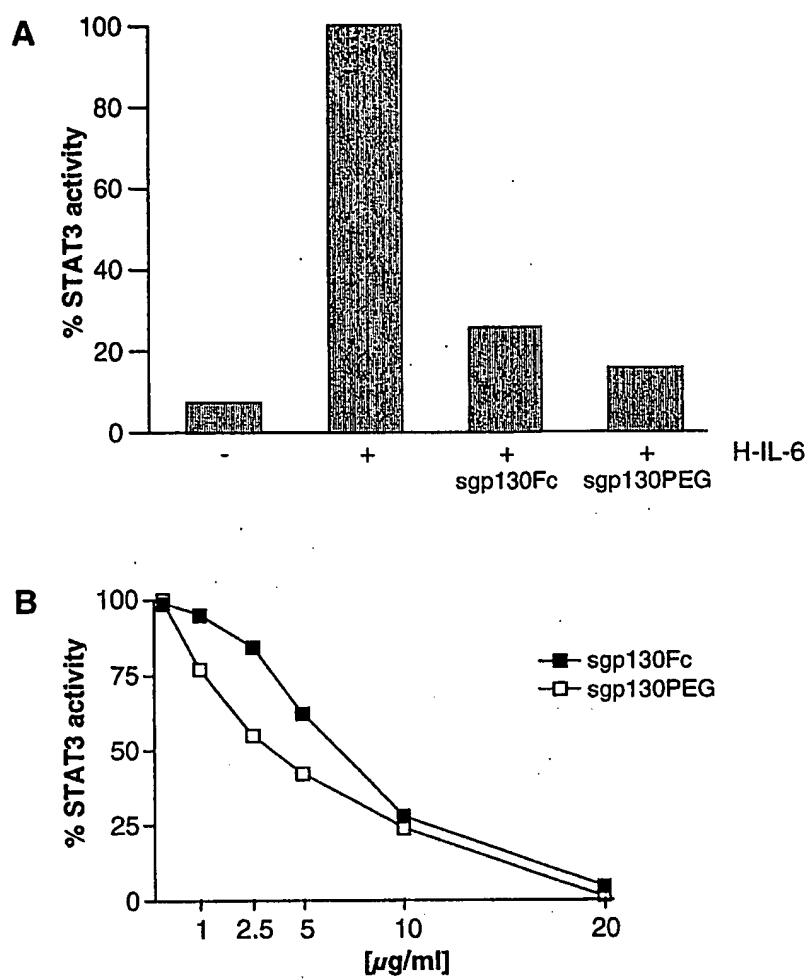 A
% STAT3 activity
100
80
60
40
20
0
- + + + H-IL-6
sgp130Fc sgp130PEG
B
% STAT3 activity
100
75
50
25
0
sgp130Fc
sgp130PEG
1 2.5 5 10 20
[µg/ml]